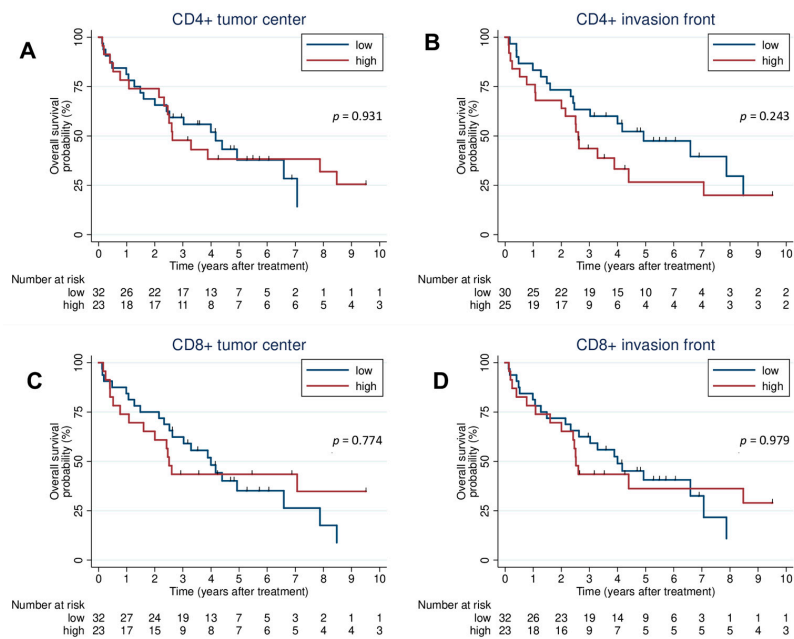 CD4+ tumor center
A
low
high
p = 0.931
Overall survival
probability (%)
100
75
50
25
0
0 1 2 3 4 5 6 7 8 9 10
Time (years after treatment)
Number at risk
low 32 26 22 17 13 7 5 2 1 1 1
high 23 18 17 11 8 7 6 6 5 4 3
CD4+ invasion front
B
low
high
p = 0.243
Overall survival
probability (%)
100
75
50
25
0
0 1 2 3 4 5 6 7 8 9 10
Time (years after treatment)
Number at risk
low 30 25 22 19 15 10 7 4 3 2 2
high 25 19 17 9 6 4 4 4 3 3 2
CD8+ tumor center
C
low
high
p = 0.774
Overall survival
probability (%)
100
75
50
25
0
0 1 2 3 4 5 6 7 8 9 10
Time (years after treatment)
Number at risk
low 32 27 24 19 13 7 5 3 2 1 1
high 23 17 15 9 8 7 6 5 4 4 3
CD8+ invasion front
D
low
high
p = 0.979
Overall survival
probability (%)
100
75
50
25
0
0 1 2 3 4 5 6 7 8 9 10
Time (years after treatment)
Number at risk
low 32 26 23 19 14 9 6 3 1 1 1
high 23 18 16 9 7 5 5 5 5 4 3